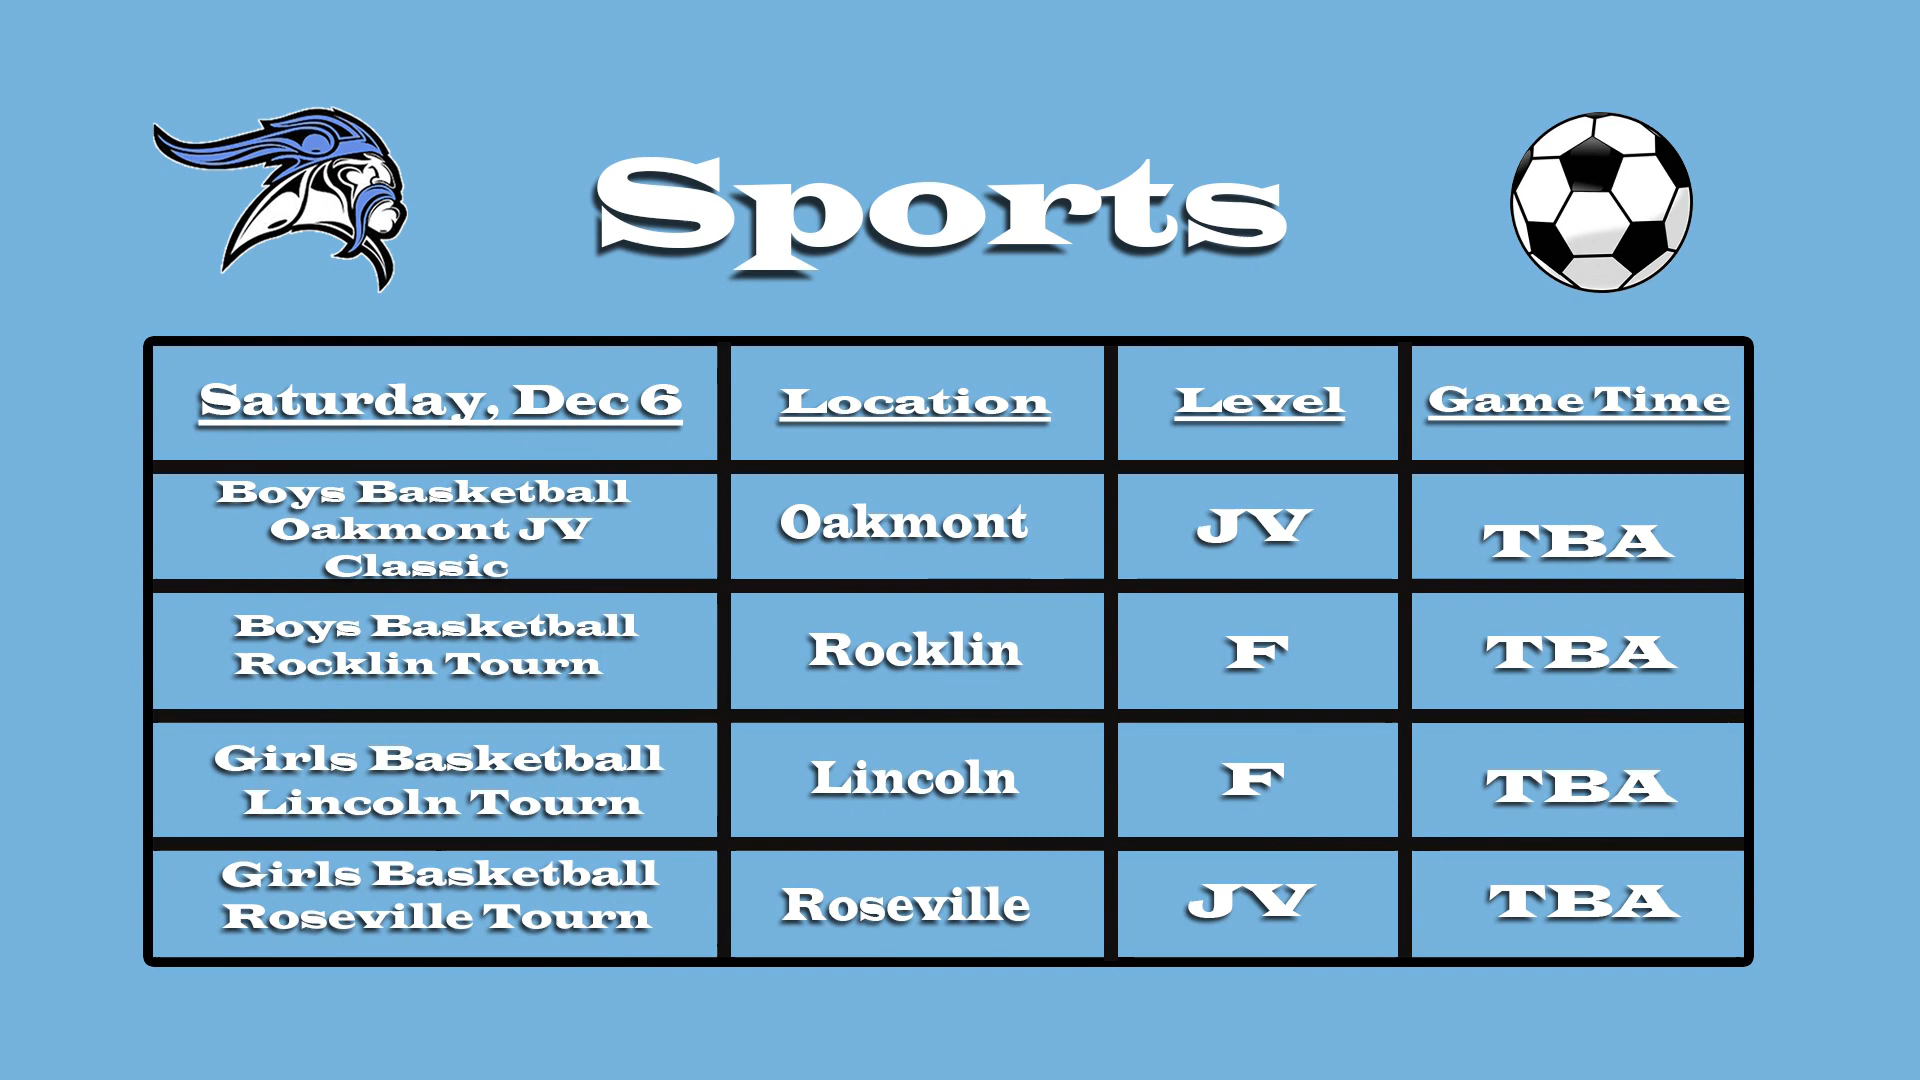 Sports
Saturday, Dec 6
Location
Level
Game Time
Boys Basketball
Oakmont JV
Classic
Oakmont
JV
TBA
Boys Basketball
Rocklin Tourn
Rocklin
F
TBA
Girls Basketball
Lincoln Tourn
Lincoln
F
TBA
Girls Basketball
Roseville Tourn
Roseville
JV
TBA